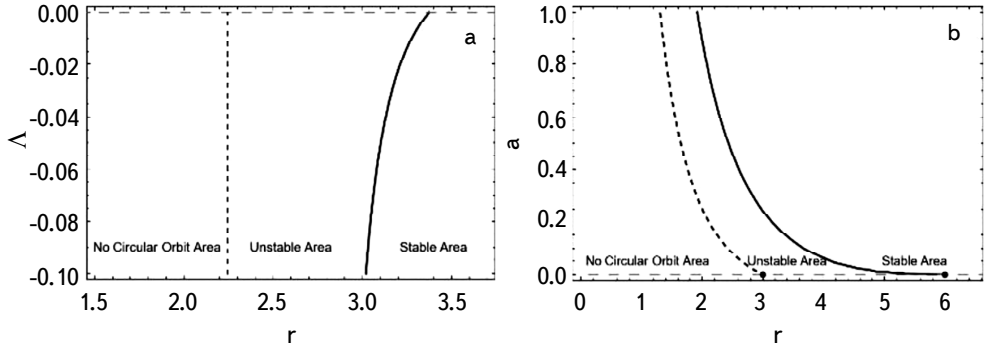 0.00
-0.02
-0.04
-0.06
-0.08
-0.10
Λ
a
No Circular Orbit Area
Unstable Area
Stable Area
1.5
2.0
2.5
3.0
3.5
r
1.0
0.8
0.6
0.4
0.2
0.0
a
b
No Circular Orbit Area
Unstable Area
Stable Area
0
1
2
3
4
5
6
r